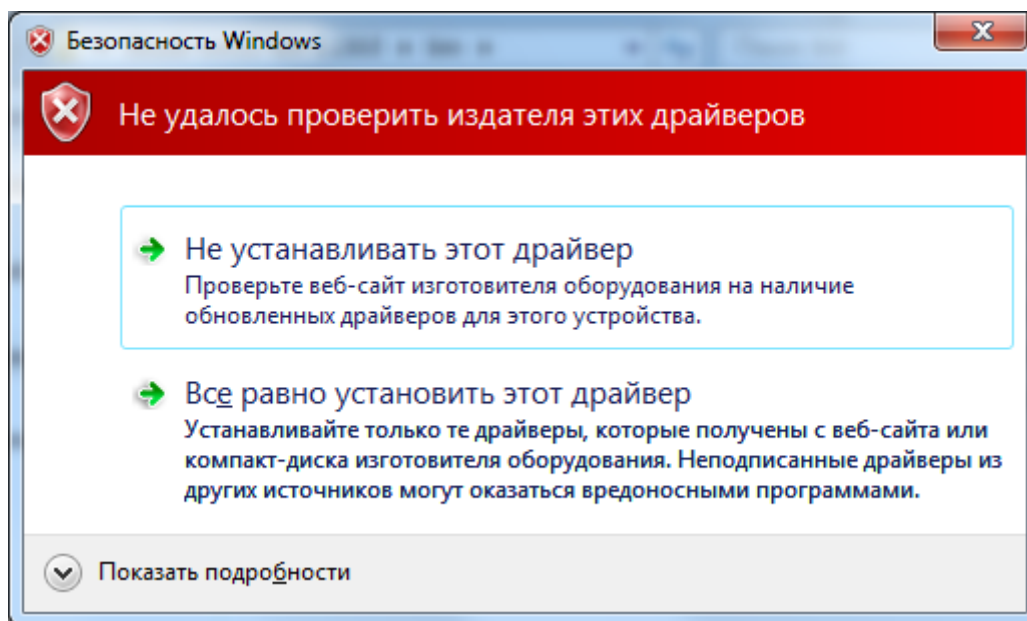 Безопасность Windows
Не удалось проверить издателя этих драйверов
Не устанавливать этот драйвер
Проверьте веб-сайт изготовителя оборудования на наличие
обновленных драйверов для этого устройства.
Все равно установить этот драйвер
Устанавливайте только те драйверы, которые получены с веб-сайта или
компакт-диска изготовителя оборудования. Неподписанные драйверы из
других источников могут оказаться вредоносными программами.
Показать подробности